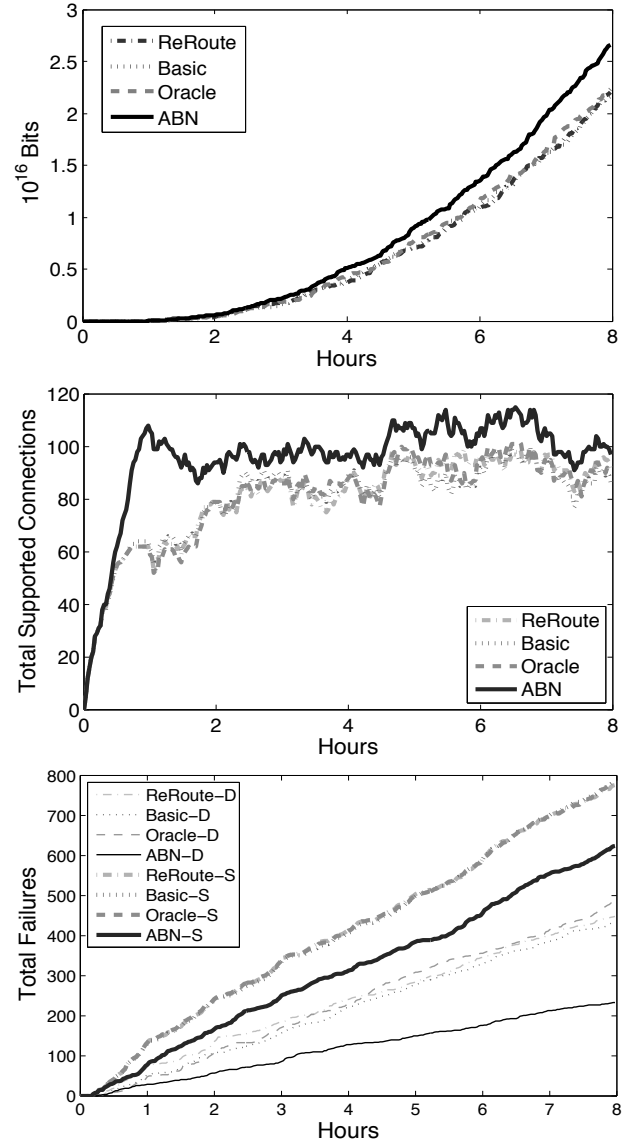 3
2.5
2
1.5
1
0.5
0
10^16 Bits
ReRoute
Basic
Oracle
ABN
0 2 4 6 8
Hours
120
100
80
60
40
20
0
Total Supported Connections
ReRoute
Basic
Oracle
ABN
0 2 4 6 8
Hours
800
700
600
500
400
300
200
100
0
Total Failures
ReRoute-D
Basic-D
Oracle-D
ABN-D
ReRoute-S
Basic-S
Oracle-S
ABN-S
1 2 3 4 5 6 7 8
Hours